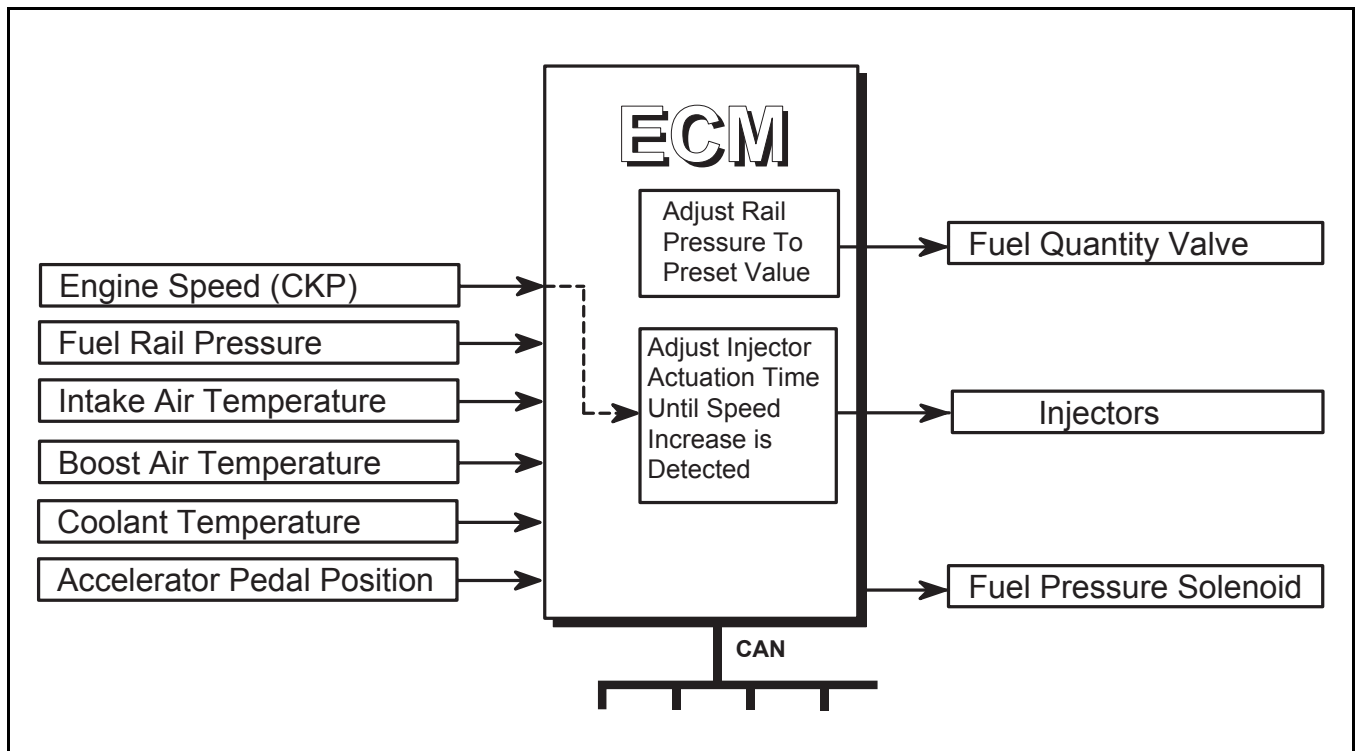 ECM
Adjust Rail
Pressure To
Preset Value
Fuel Quantity Valve
Engine Speed (CKP)
Fuel Rail Pressure
Intake Air Temperature
Boost Air Temperature
Coolant Temperature
Accelerator Pedal Position
Adjust Injector
Actuation Time
Until Speed
Increase is
Detected
Injectors
Fuel Pressure Solenoid
CAN